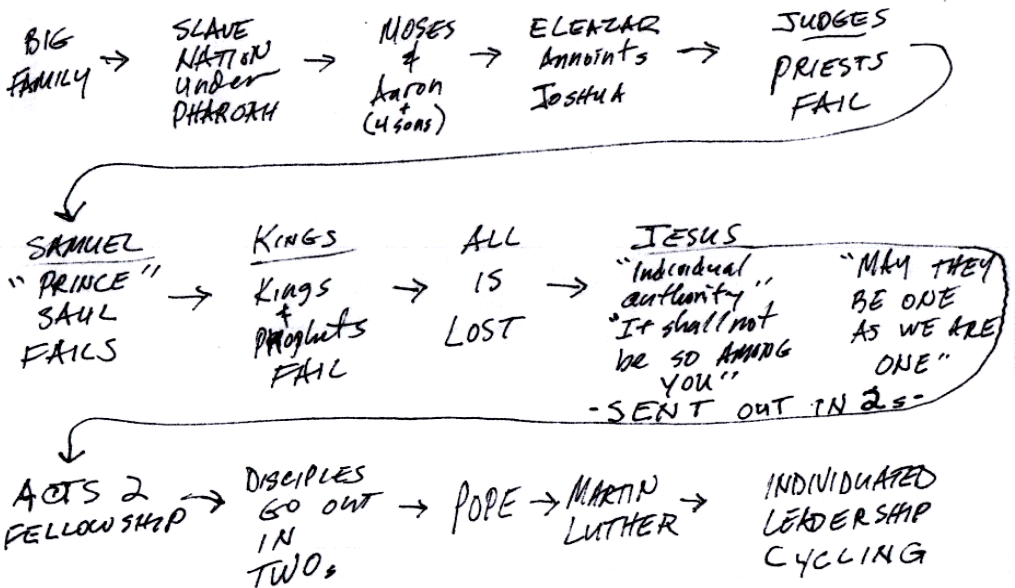 BIG
FAMILY →
SLAVE
NATION
under
PHAROAH →
MOSES
&
Aaron
+
(4 sons) →
ELEAZAR
Annoints
JOSHUA →
JUDGES
PRIESTS
FAIL
SAMUEL
"PRINCE"
SAUL
FAILS →
KINGS
Kings
+
Prophets
FAIL →
ALL
IS
LOST →
JESUS
"Individual
authority"
"It shall not
be so AMONG
YOU"
"MAY THEY
BE ONE
AS WE ARE
ONE"
-SENT OUT IN 2s-
ACTS 2
FELLOWSHIP →
DISCIPLES
GO OUT
IN
TWOs →
POPE →
MARTIN
LUTHER →
INDIVIDUATED
LEADERSHIP
CYCLING